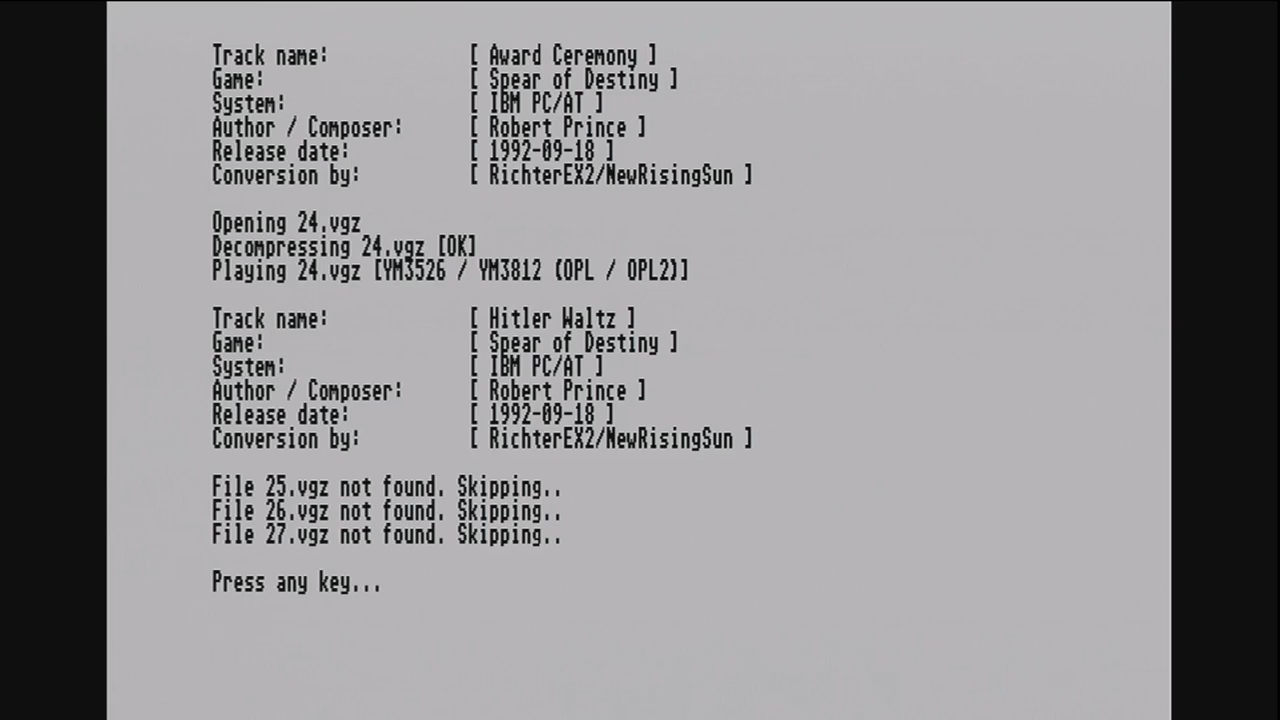 Track name: [ Award Ceremony ]
Game: [ Spear of Destiny ]
System: [ IBM PC/AT ]
Author / Composer: [ Robert Prince ]
Release date: [ 1992-09-18 ]
Conversion by: [ RichterEX2/NewRisingSun ]
Opening 24.vgz
Decompressing 24.vgz [OK]
Playing 24.vgz [YM3526 / YM3812 (OPL / OPL2)]
Track name: [ Hitler Waltz ]
Game: [ Spear of Destiny ]
System: [ IBM PC/AT ]
Author / Composer: [ Robert Prince ]
Release date: [ 1992-09-18 ]
Conversion by: [ RichterEX2/NewRisingSun ]
File 25.vgz not found. Skipping..
File 26.vgz not found. Skipping..
File 27.vgz not found. Skipping..
Press any key...